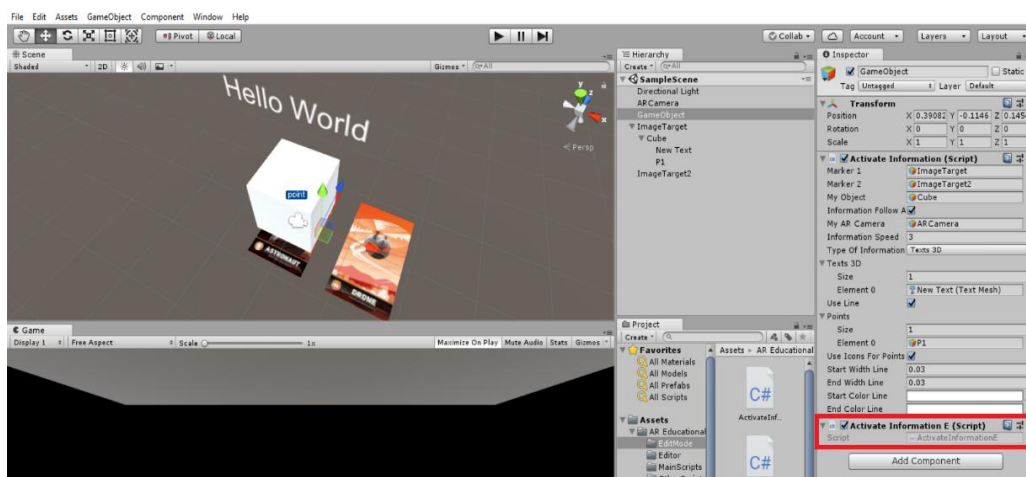 File Edit Assets GameObject Component Window Help
Pivot Local Collab Account Layers Layout
Scene
Shaded 2D Gizmos All
Hello World
y
z
x
Persp
point
ASTRONAUT
DRONE
Game
Display 1 Free Aspect Scale 1x Maximize On Play Mute Audio Stats Gizmos
Hierarchy
Create All
SampleScene
Directional Light
ARCamera
GameObject
ImageTarget
Cube
New Text
P1
ImageTarget2
Project
Create
Favorites
All Materials
All Models
All Prefabs
All Scripts
Assets
AR Educational
EditMode
Editor
MainScripts
Assets AR Educational
C#
ActivateInf..
C#
Inspector
GameObject Static
Tag Untagged Layer Default
Transform
Position X 0.39082 Y -0.1146 Z 0.145
Rotation X 0 Y 0 Z 0
Scale X 1 Y 1 Z 1
Activate Information (Script)
Marker 1 ImageTarget
Marker 2 ImageTarget2
My Object Cube
Information Follow A
My AR Camera ARCamera
Information Speed 3
Type Of Information Texts 3D
Texts 3D
Size 1
Element 0 New Text (Text Mesh)
Use Line
Points
Size 1
Element 0 P1
Use Icons For Points
Start Width Line 0.03
End Width Line 0.03
Start Color Line
End Color Line
Activate Information E (Script)
Script ActivateInformationE
Add Component